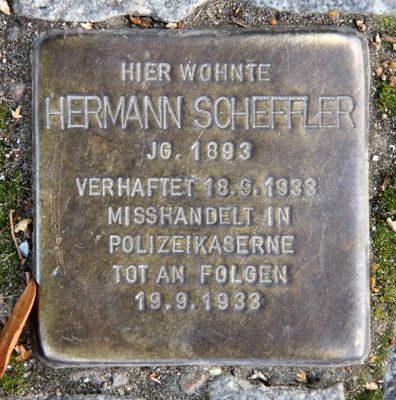 HIER WOHNTE
HERMANN SCHEFFLER
JG. 1893
VERHAFTET 18.9.1933
MISSHANDELT IN
POLIZEIKASERNE
TOT AN FOLGEN
19.9.1933